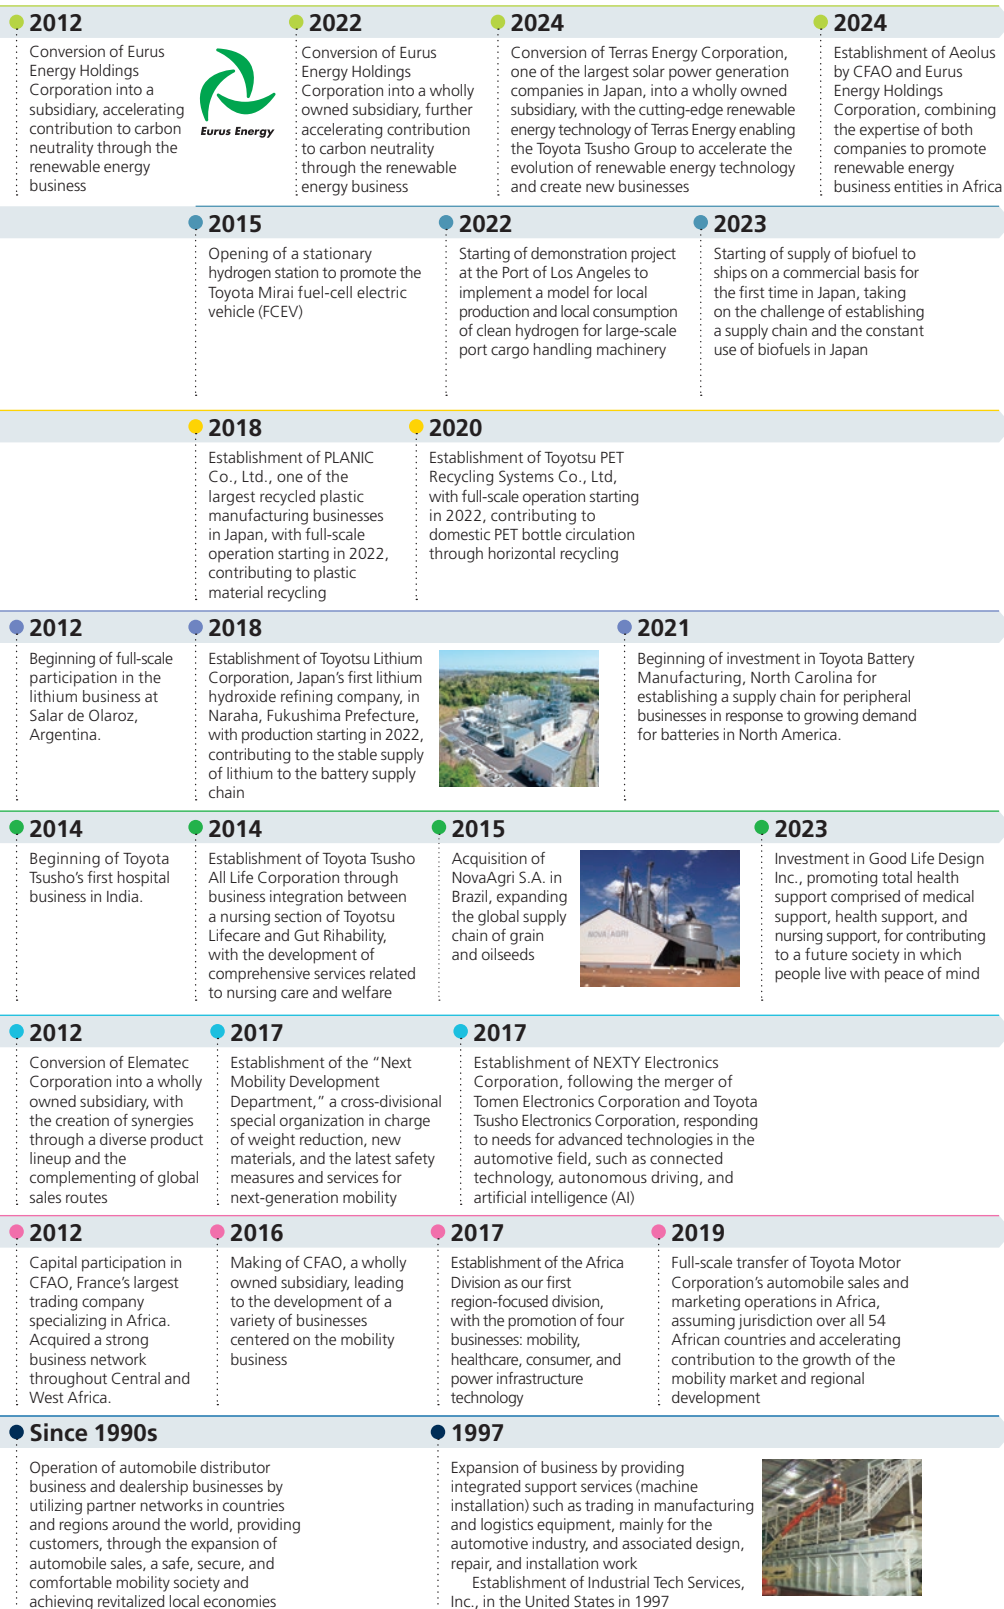 2012
Conversion of Eurus
Energy Holdings
Corporation into a
subsidiary, accelerating
contribution to carbon
neutrality through the
renewable energy
business
Eurus Energy
2022
Conversion of Eurus
Energy Holdings
Corporation into a wholly
owned subsidiary, further
accelerating contribution
to carbon neutrality
through the renewable
energy business
2024
Conversion of Terras Energy Corporation,
one of the largest solar power generation
companies in Japan, into a wholly owned
subsidiary, with the cutting-edge renewable
energy technology of Terras Energy enabling
the Toyota Tsusho Group to accelerate the
evolution of renewable energy technology
and create new businesses
2024
Establishment of Aeolus
by CFAO and Eurus
Energy Holdings
Corporation, combining
the expertise of both
companies to promote
renewable energy
business entities in Africa
2015
Opening of a stationary
hydrogen station to promote the
Toyota Mirai fuel-cell electric
vehicle (FCEV)
2022
Starting of demonstration project
at the Port of Los Angeles to
implement a model for local
production and local consumption
of clean hydrogen for large-scale
port cargo handling machinery
2023
Starting of supply of biofuel to
ships on a commercial basis for
the first time in Japan, taking
on the challenge of establishing
a supply chain and the constant
use of biofuels in Japan
2018
Establishment of PLANIC
Co., Ltd., one of the
largest recycled plastic
manufacturing businesses
in Japan, with full-scale
operation starting in 2022,
contributing to plastic
material recycling
2020
Establishment of Toyotsu PET
Recycling Systems Co., Ltd,
with full-scale operation starting
in 2022, contributing to
domestic PET bottle circulation
through horizontal recycling
2012
Beginning of full-scale
participation in the
lithium business at
Salar de Olaroz,
Argentina.
2018
Establishment of Toyotsu Lithium
Corporation, Japan's first lithium
hydroxide refining company, in
Naraha, Fukushima Prefecture,
with production starting in 2022,
contributing to the stable supply
of lithium to the battery supply
chain
2021
Beginning of investment in Toyota Battery
Manufacturing, North Carolina for
establishing a supply chain for peripheral
businesses in response to growing demand
for batteries in North America.
2014
Beginning of Toyota
Tsusho's first hospital
business in India.
2014
Establishment of Toyota Tsusho
All Life Corporation through
business integration between
a nursing section of Toyotsu
Lifecare and Gut Rihability,
with the development of
comprehensive services related
to nursing care and welfare
2015
Acquisition of
NovaAgri S.A. in
Brazil, expanding
the global supply
chain of grain
and oilseeds
NOVA AGRI
2023
Investment in Good Life Design
Inc., promoting total health
support comprised of medical
support, health support, and
nursing support, for contributing
to a future society in which
people live with peace of mind
2012
Conversion of Elematec
Corporation into a wholly
owned subsidiary, with
the creation of synergies
through a diverse product
lineup and the
complementing of global
sales routes
2017
Establishment of the "Next
Mobility Development
Department," a cross-divisional
special organization in charge
of weight reduction, new
materials, and the latest safety
measures and services for
next-generation mobility
2017
Establishment of NEXTY Electronics
Corporation, following the merger of
Tomen Electronics Corporation and Toyota
Tsusho Electronics Corporation, responding
to needs for advanced technologies in the
automotive field, such as connected
technology, autonomous driving, and
artificial intelligence (AI)
2012
Capital participation in
CFAO, France's largest
trading company
specializing in Africa.
Acquired a strong
business network
throughout Central and
West Africa.
2016
Making of CFAO, a wholly
owned subsidiary, leading
to the development of a
variety of businesses
centered on the mobility
business
2017
Establishment of the Africa
Division as our first
region-focused division,
with the promotion of four
businesses: mobility,
healthcare, consumer, and
power infrastructure
technology
2019
Full-scale transfer of Toyota Motor
Corporation's automobile sales and
marketing operations in Africa,
assuming jurisdiction over all 54
African countries and accelerating
contribution to the growth of the
mobility market and regional
development
Since 1990s
Operation of automobile distributor
business and dealership businesses by
utilizing partner networks in countries
and regions around the world, providing
customers, through the expansion of
automobile sales, a safe, secure, and
comfortable mobility society and
achieving revitalized local economies
1997
Expansion of business by providing
integrated support services (machine
installation) such as trading in manufacturing
and logistics equipment, mainly for the
automotive industry, and associated design,
repair, and installation work
Establishment of Industrial Tech Services,
Inc., in the United States in 1997